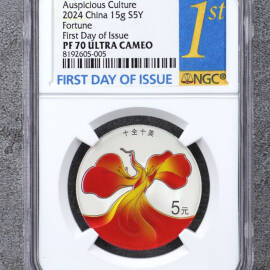 Auspicious Culture
2024 China 15g S5Y
Fortune
First Day of Issue
PF 70 ULTRA CAMEO
8192605-005
1st
FIRST DAY OF ISSUE
NGC
十全十美
5元